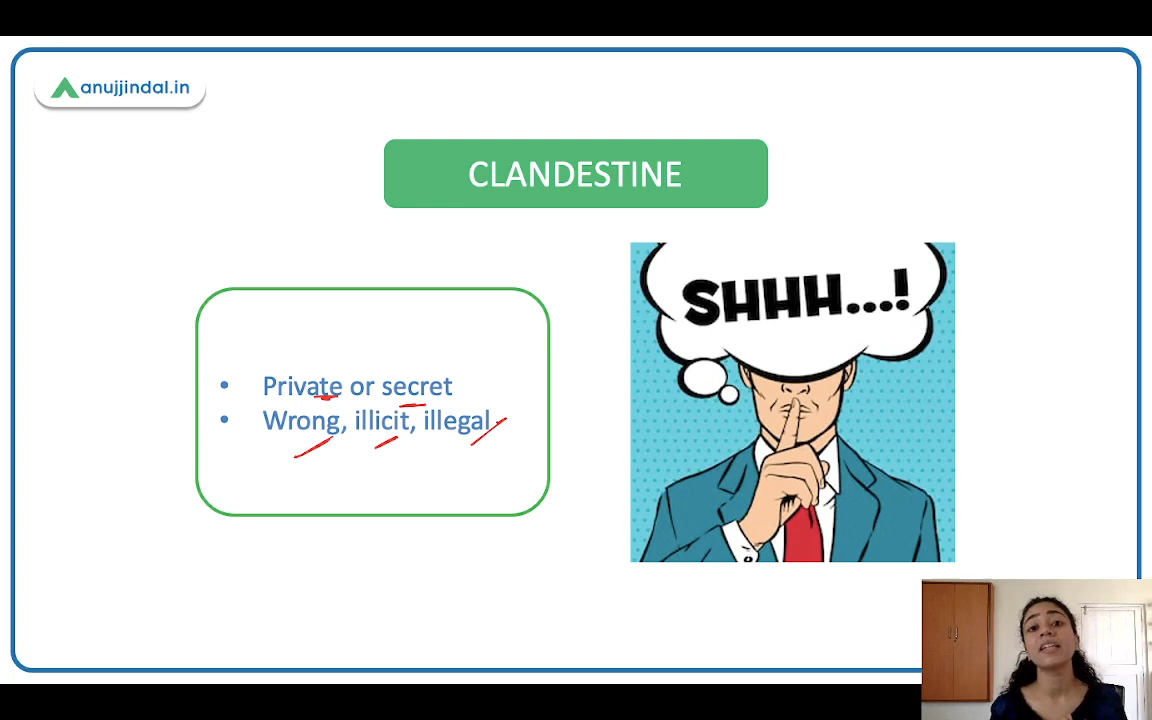 anujjindal.in
CLANDESTINE
SHHH...!
• Private or secret
• Wrong, illicit, illegal